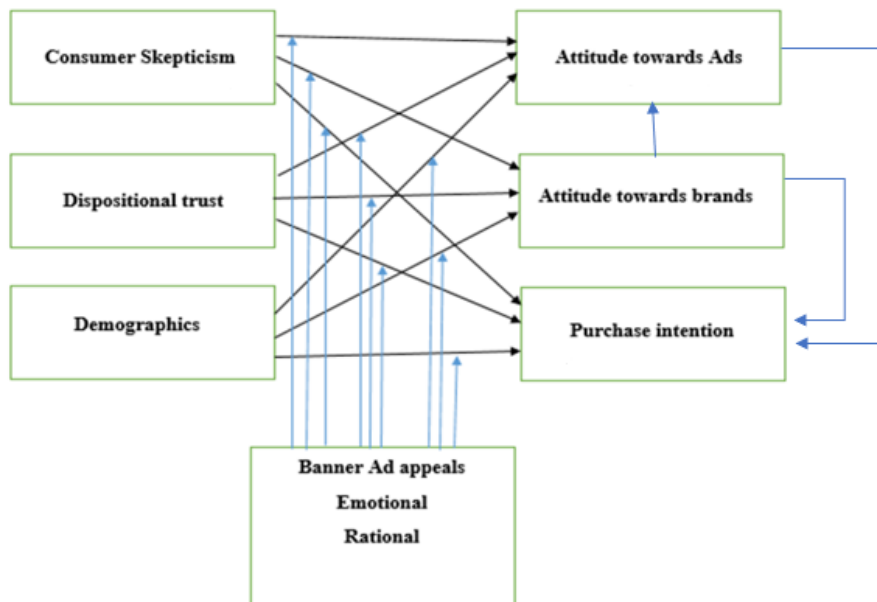 Consumer Skepticism
Attitude towards Ads
Dispositional trust
Attitude towards brands
Demographics
Purchase intention
Banner Ad appeals
Emotional
Rational